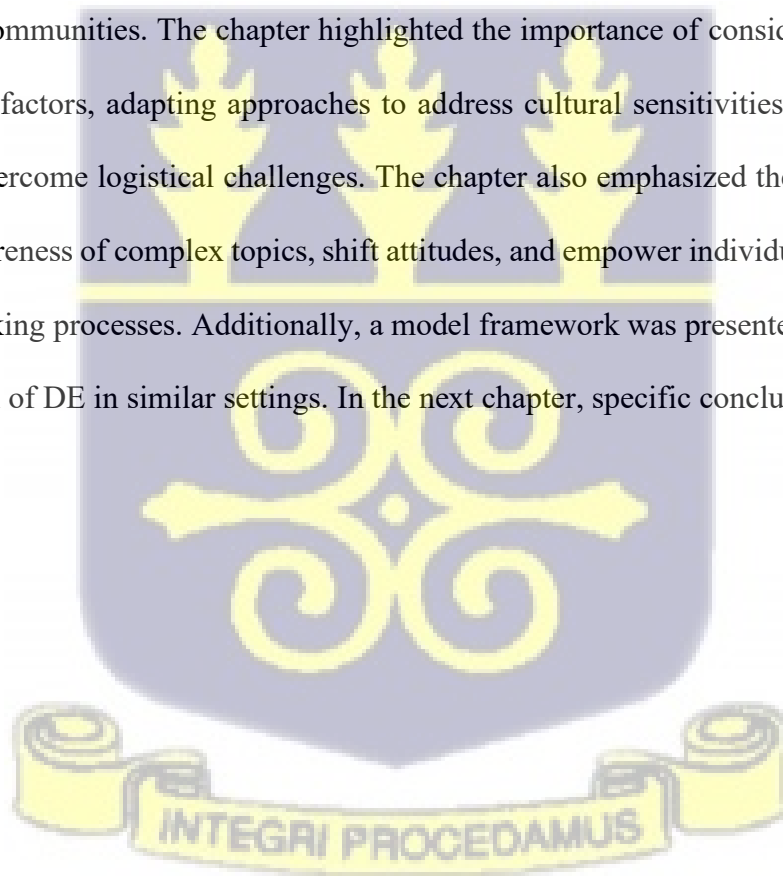 ommunities. The chapter highlighted the importance of consid
factors, adapting approaches to address cultural sensitivities
ercome logistical challenges. The chapter also emphasized the
reness of complex topics, shift attitudes, and empower individu
king processes. Additionally, a model framework was presente
of DE in similar settings. In the next chapter, specific conclu
INTEGRI PROCEDAMUS